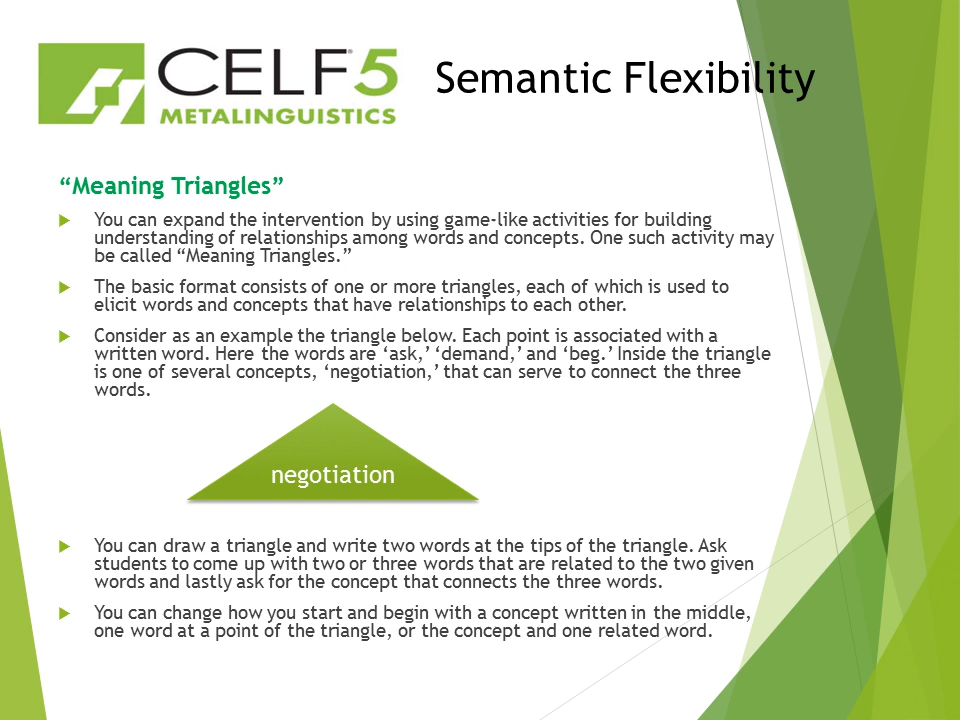 CELF®5
METALINGUISTICS
Semantic Flexibility
“Meaning Triangles”
You can expand the intervention by using game-like activities for building
understanding of relationships among words and concepts. One such activity may
be called “Meaning Triangles.”
The basic format consists of one or more triangles, each of which is used to
elicit words and concepts that have relationships to each other.
Consider as an example the triangle below. Each point is associated with a
written word. Here the words are ‘ask,’ ‘demand,’ and ‘beg.’ Inside the triangle
is one of several concepts, ‘negotiation,’ that can serve to connect the three
words.
negotiation
You can draw a triangle and write two words at the tips of the triangle. Ask
students to come up with two or three words that are related to the two given
words and lastly ask for the concept that connects the three words.
You can change how you start and begin with a concept written in the middle,
one word at a point of the triangle, or the concept and one related word.